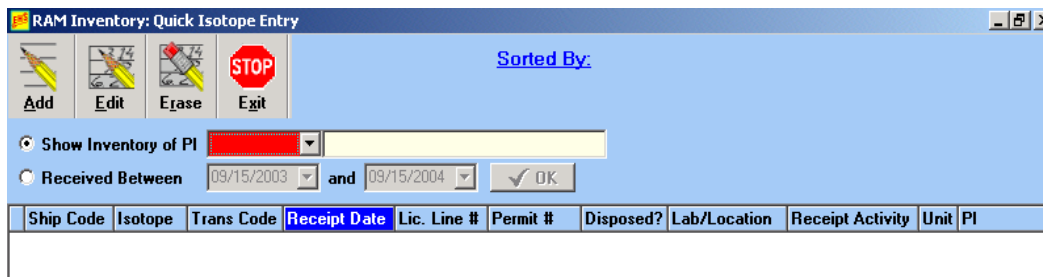 RAM Inventory: Quick Isotope Entry
Sorted By:
STOP
Add Edit Erase Exit
Show Inventory of PI
Received Between 09/15/2003 and 09/15/2004 OK
Ship Code Isotope Trans Code Receipt Date Lic. Line # Permit # Disposed? Lab/Location Receipt Activity Unit PI